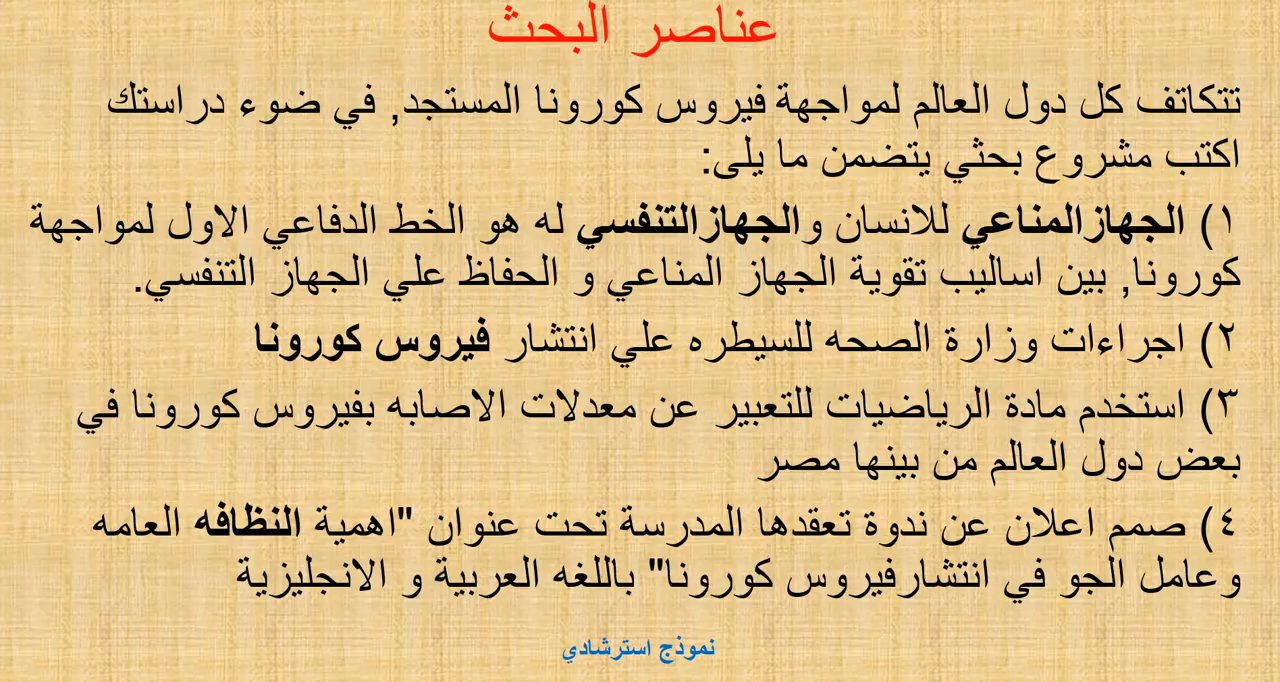 عناصر البحث
تتكاتف كل دول العالم لمواجهة فيروس كورونا المستجد, في ضوء دراستك
اكتب مشروع بحثي يتضمن ما يلى:
١) الجهازالمناعي للانسان والجهازالتنفسي له هو الخط الدفاعي الاول لمواجهة
كورونا, بين اساليب تقوية الجهاز المناعي و الحفاظ علي الجهاز التنفسي.
٢) اجراءات وزارة الصحه للسيطره علي انتشار فيروس كورونا
٣) استخدم مادة الرياضيات للتعبير عن معدلات الاصابه بفيروس كورونا في
بعض دول العالم من بينها مصر
٤) صمم اعلان عن ندوة تعقدها المدرسة تحت عنوان "اهمية النظافه العامه
وعامل الجو في انتشارفيروس كورونا" باللغه العربية و الانجليزية
نموذج استرشادي